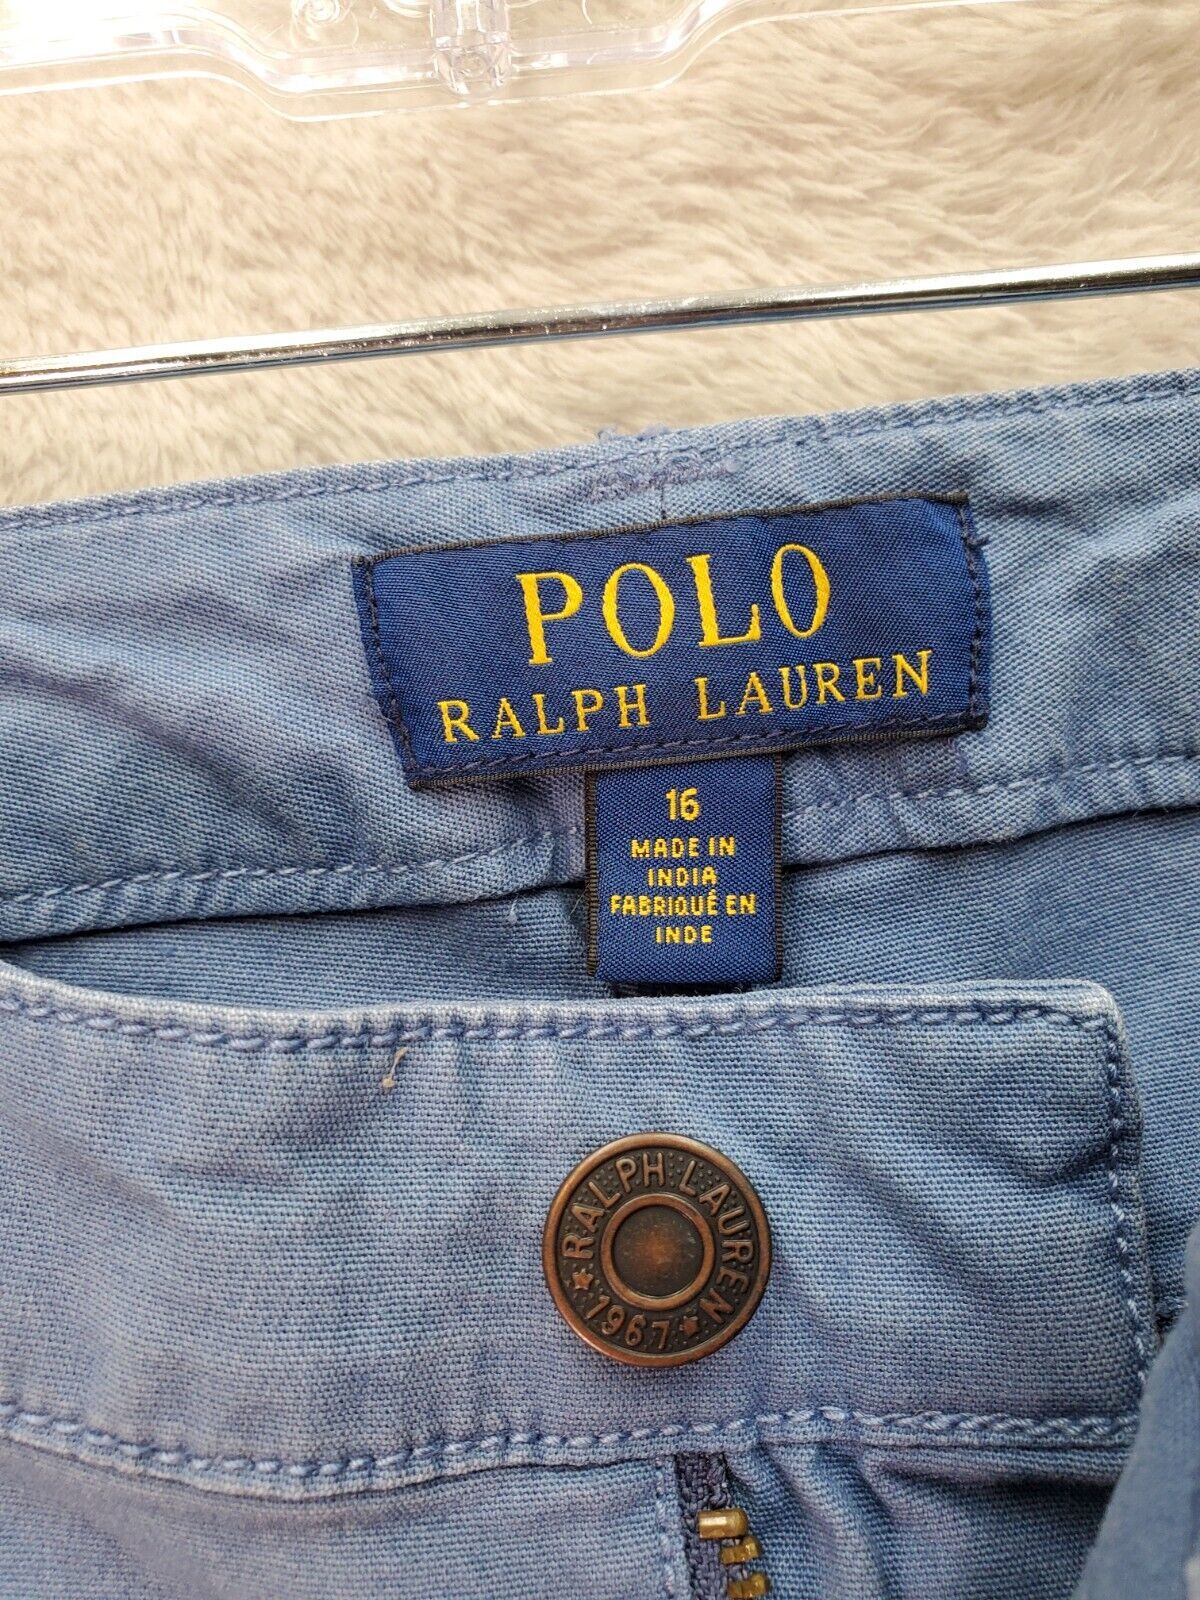 POLO
RALPH LAUREN
16
MADE IN
INDIA
FABRIQUÉ EN
INDE
RALPH LAUREN
1967